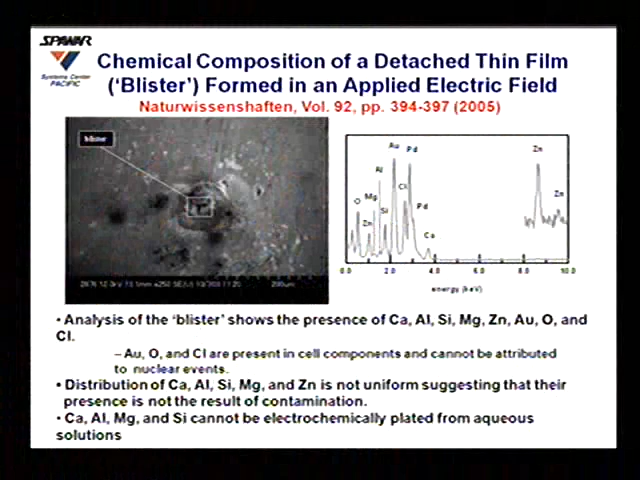 SPAWAR
Systems Center
PACIFIC
Chemical Composition of a Detached Thin Film
(‘Blister’) Formed in an Applied Electric Field
Naturwissenshaften, Vol. 92, pp. 394-397 (2005)
blister
Au Pd Zn
Al
Cl Zn
O Mg
Si Pd
Zn
Ca
0.0 2.0 4.0 6.0 8.0 10.0
energy (keV)
• Analysis of the ‘blister’ shows the presence of Ca, Al, Si, Mg, Zn, Au, O, and
Cl.
– Au, O, and Cl are present in cell components and cannot be attributed
to nuclear events.
• Distribution of Ca, Al, Si, Mg, and Zn is not uniform suggesting that their
presence is not the result of contamination.
• Ca, Al, Mg, and Si cannot be electrochemically plated from aqueous
solutions